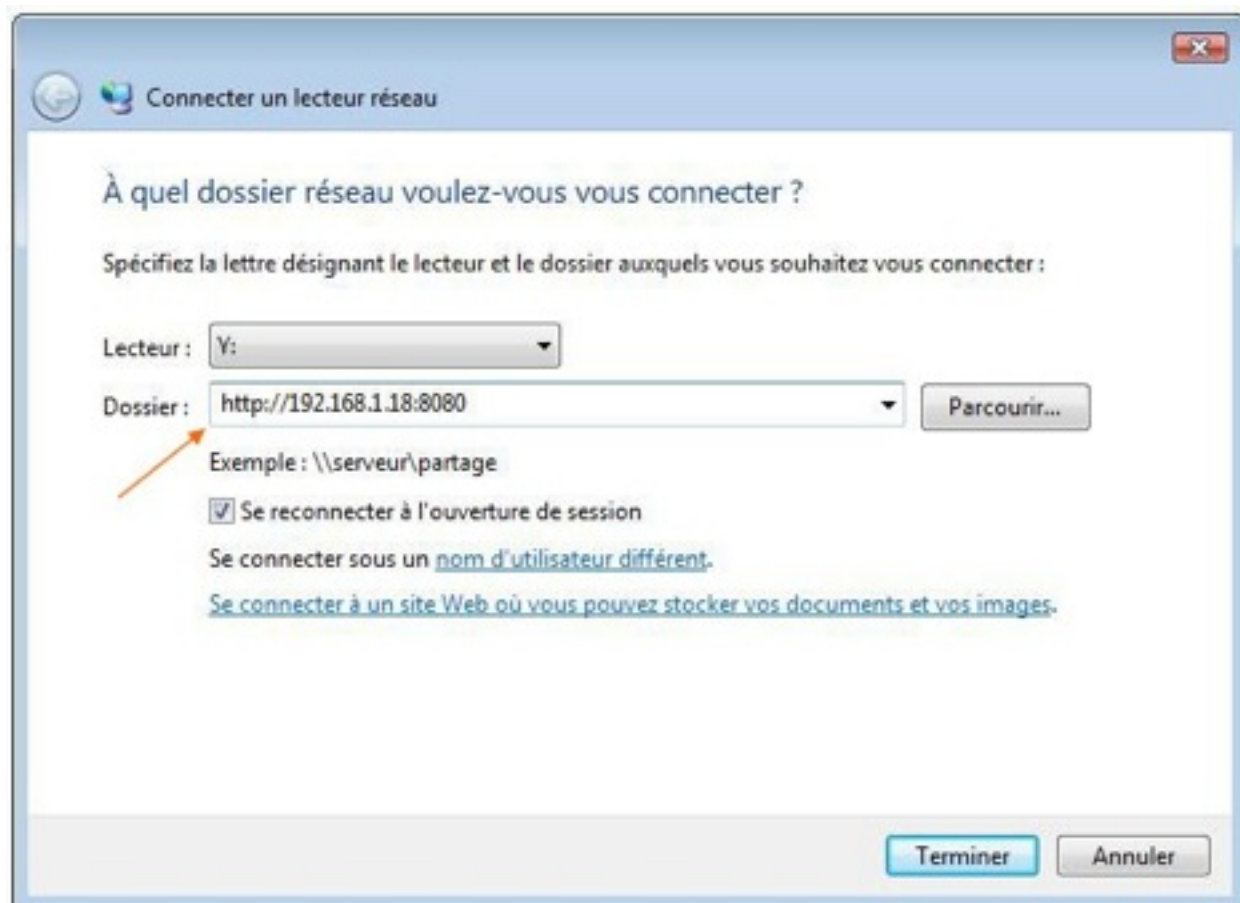 Connecter un lecteur réseau
À quel dossier réseau voulez-vous vous connecter ?
Spécifiez la lettre désignant le lecteur et le dossier auxquels vous souhaitez vous connecter :
Lecteur : Y:
Dossier : http://192.168.1.18:8080 Parcourir...
Exemple : \\serveur\partage
Se reconnecter à l'ouverture de session
Se connecter sous un nom d'utilisateur différent.
Se connecter à un site Web où vous pouvez stocker vos documents et vos images.
Terminer Annuler